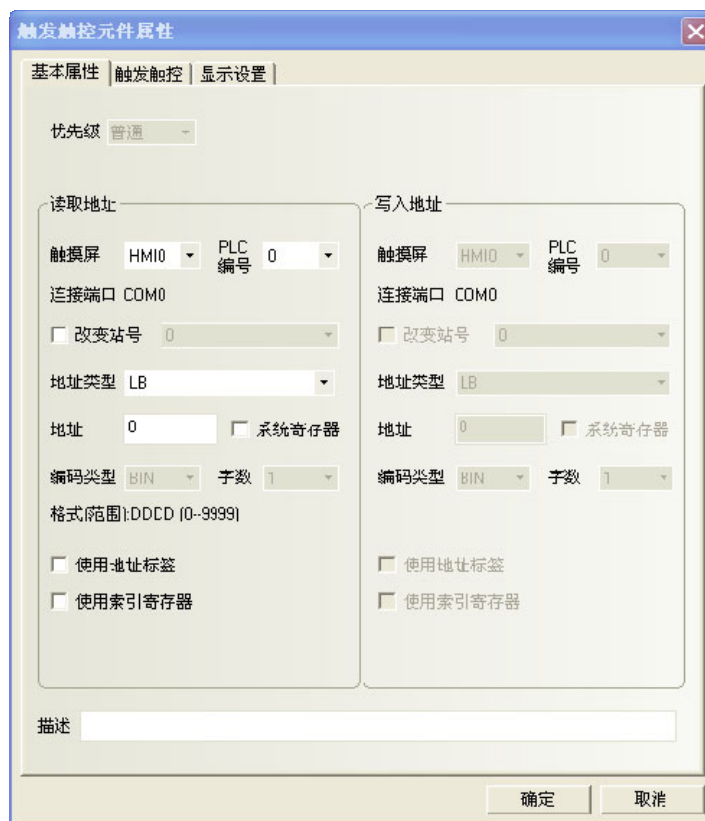 触发触控元件属性
基本属性 触发触控 显示设置
优先级 普通
读取地址
触摸屏 HMI0 PLC编号 0
连接端口 COM0
改变站号 0
地址类型 LB
地址 0 系统寄存器
编码类型 BIN 字数 1
格式(范围):DDDD (0--9999)
使用地址标签
使用索引寄存器
写入地址
触摸屏 HMI0 PLC编号 0
连接端口 COM0
改变站号 0
地址类型 LB
地址 0 系统寄存器
编码类型 BIN 字数 1
使用地址标签
使用索引寄存器
描述
确定 取消